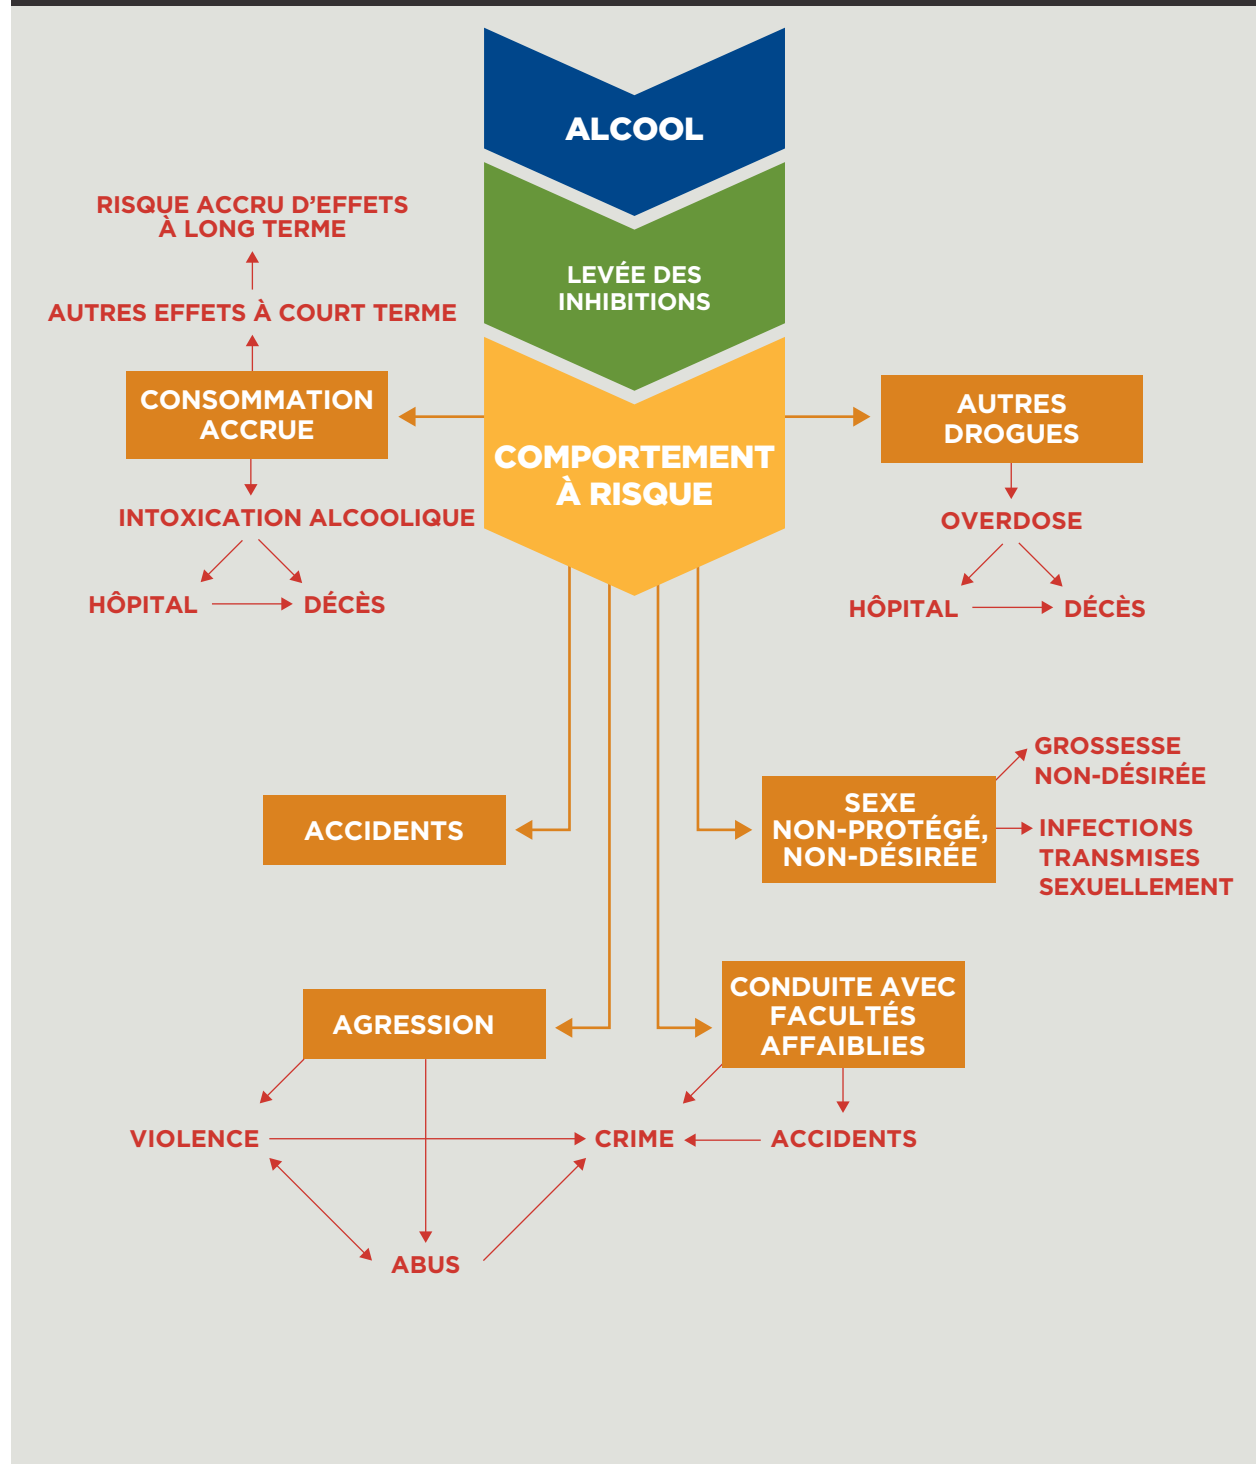 ALCOOL
LEVÉE DES
INHIBITIONS
COMPORTEMENT
À RISQUE
RISQUE ACCRU D’EFFETS
À LONG TERME
AUTRES EFFETS À COURT TERME
CONSOMMATION
ACCRUE
INTOXICATION ALCOOLIQUE
HÔPITAL
DÉCÈS
AUTRES
DROGUES
OVERDOSE
HÔPITAL
DÉCÈS
ACCIDENTS
SEXE
NON-PROTÉGÉ,
NON-DÉSIRÉE
GROSSESSE
NON-DÉSIRÉE
INFECTIONS
TRANSMISES
SEXUELLEMENT
AGRESSION
CONDUITE AVEC
FACULTÉS
AFFAIBLIES
VIOLENCE
CRIME
ACCIDENTS
ABUS